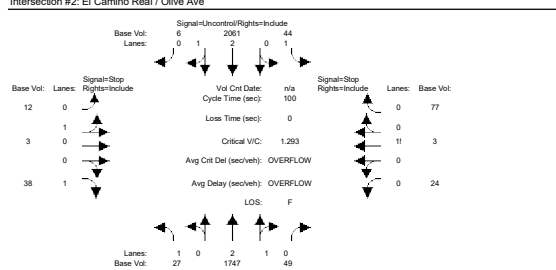 Intersection #2: El Camino Real / Olive Ave
Signal=Uncontrol/Rights=Include
Base Vol: 6 2061 44
Lanes: 0 1 2 0 1
Signal=Stop
Base Vol: Lanes: Rights=Include
Vol Cnt Date: n/a
Cycle Time (sec): 100
Signal=Stop
Rights=Include Lanes: Base Vol:
12 0
0 77
Loss Time (sec): 0
1
0
3 0
Critical V/C: 1.293
1! 3
0
Avg Crit Del (sec/veh): OVERFLOW
0
38 1
Avg Delay (sec/veh): OVERFLOW
0 24
LOS: F
Lanes: 1 0 2 1 0
Base Vol: 27 1747 49